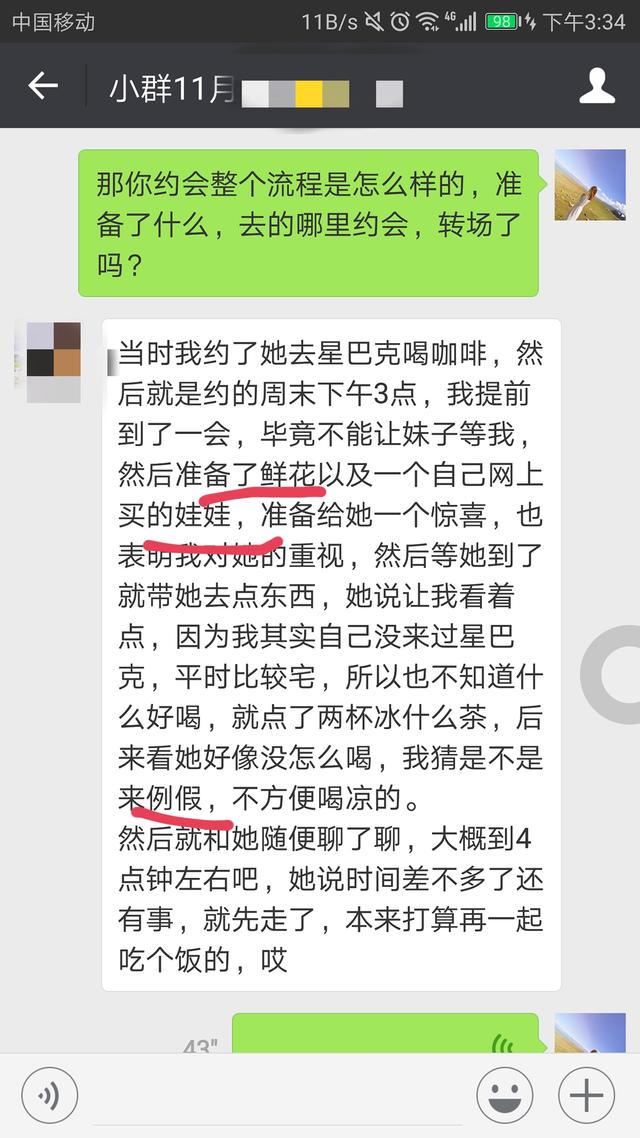 中国移动 11B/s 4G 98 下午3:34
小群11月
那你约会整个流程是怎么样的，准
备了什么，去的哪里约会，转场了
吗？
当时我约了她去星巴克喝咖啡，然
后就是约的周末下午3点，我提前
到了一会，毕竟不能让妹子等我，
然后准备了鲜花以及一个自己网上
买的娃娃，准备给她一个惊喜，也
表明我对她的重视，然后等她到了
就带她去点东西，她说让我看着
点，因为我其实自己没来过星巴
克，平时比较宅，所以也不知道什
么好喝，就点了两杯冰什么茶，后
来看她好像没怎么喝，我猜是不是
来例假，不方便喝凉的。
然后就和她随便聊了聊，大概到4
点钟左右吧，她说时间差不多了还
有事，就先走了，本来打算再一起
吃个饭的，哎
43"